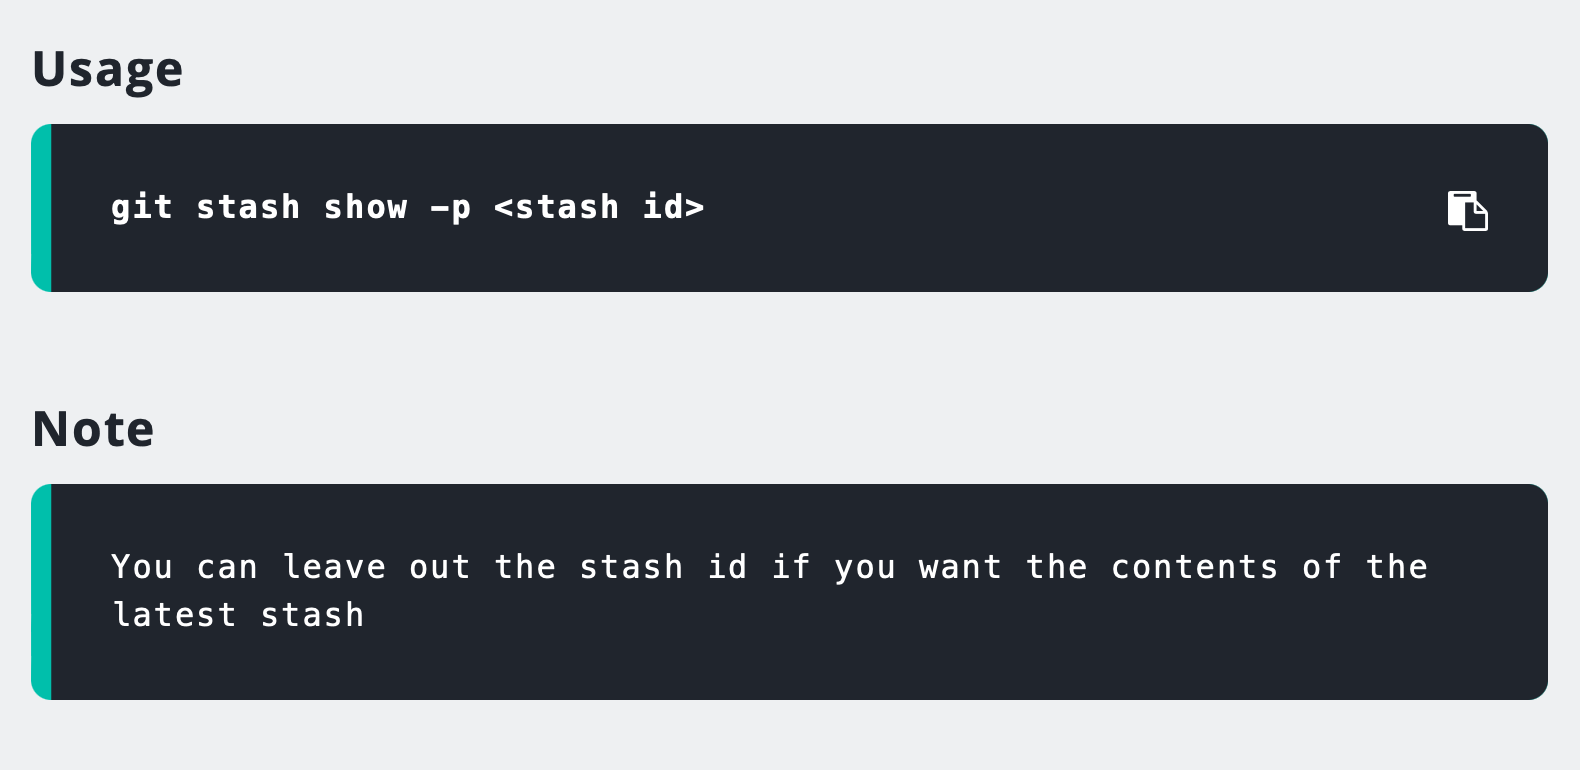 Usage
git stash show -p <stash id>
Note
You can leave out the stash id if you want the contents of the
latest stash